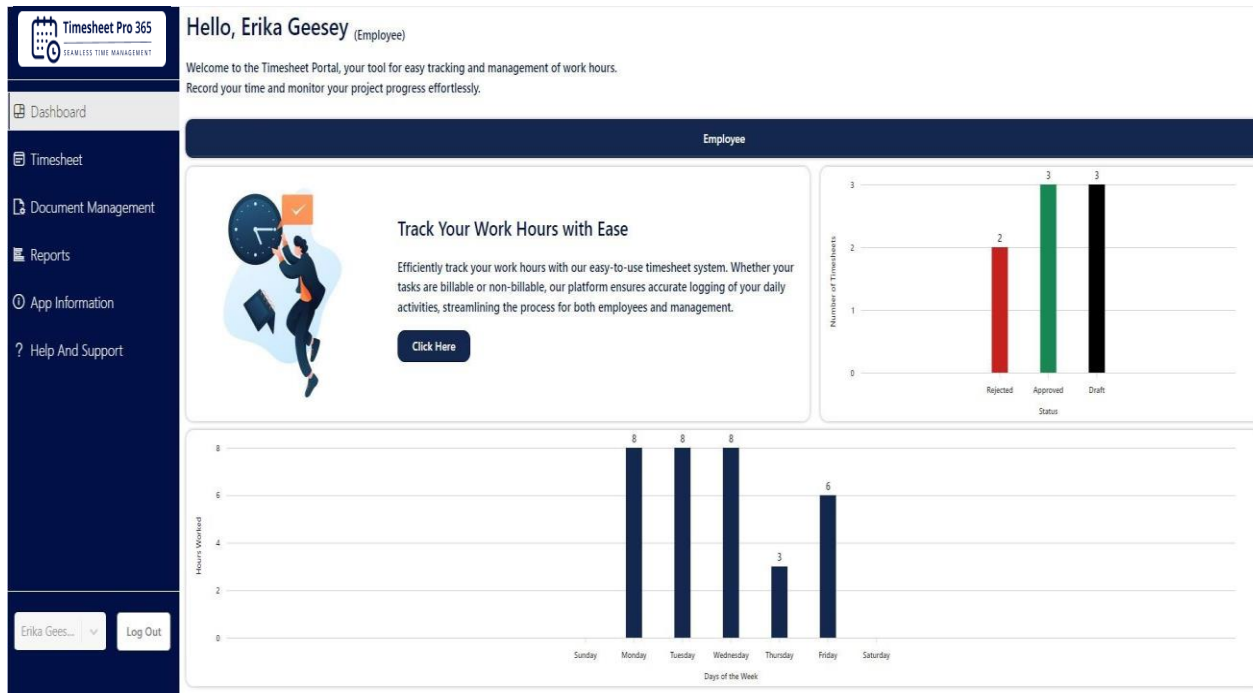 Timesheet Pro 365
SEAMLESS TIME MANAGEMENT
Dashboard
Timesheet
Document Management
Reports
App Information
? Help And Support
Erika Gees...
Log Out
Hello, Erika Geesey (Employee)
Welcome to the Timesheet Portal, your tool for easy tracking and management of work hours.
Record your time and monitor your project progress effortlessly.
Employee
Track Your Work Hours with Ease
Efficiently track your work hours with our easy-to-use timesheet system. Whether your
tasks are billable or non-billable, our platform ensures accurate logging of your daily
activities, streamlining the process for both employees and management.
Click Here
Number of Timesheets
3
2
1
0
2
3
3
Rejected Approved Draft
Status
Hours Worked
8
6
4
2
0
8
8
8
3
6
Sunday Monday Tuesday Wednesday Thursday Friday Saturday
Days of the Week